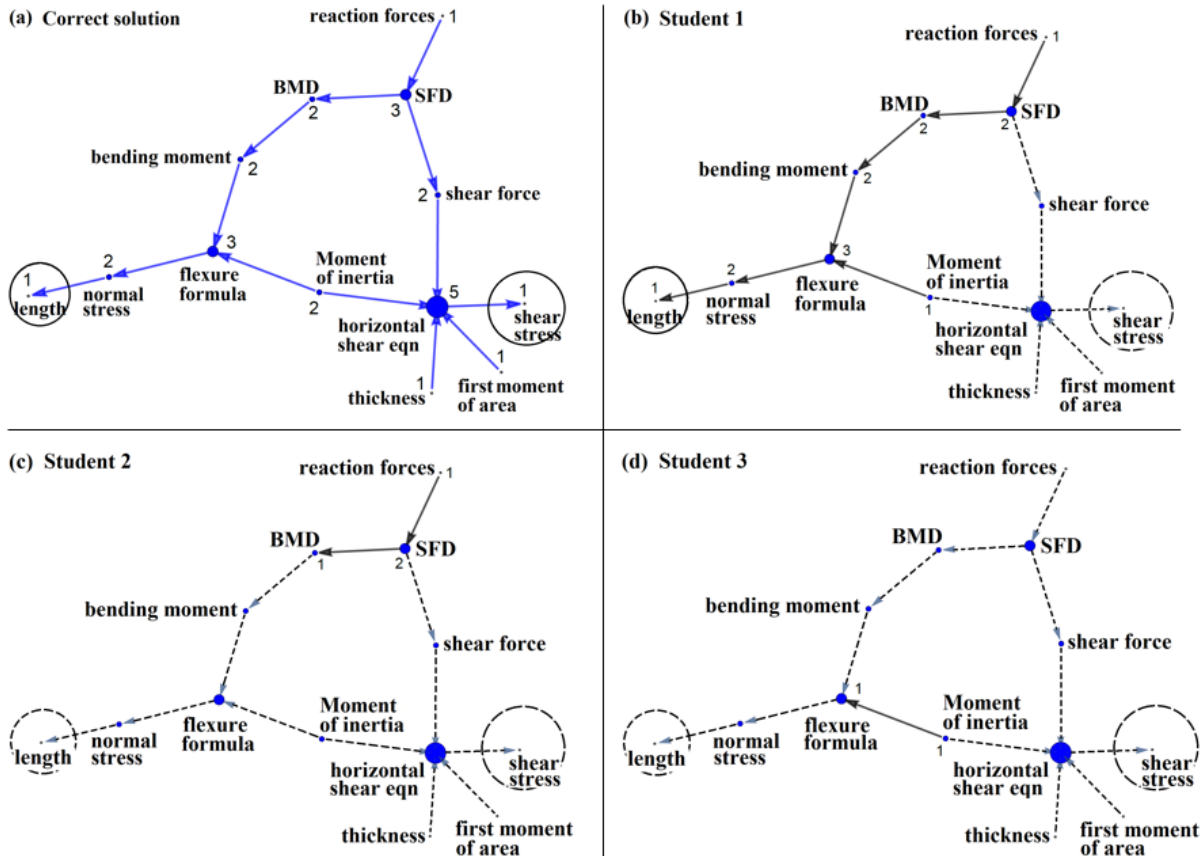 (a) Correct solution
reaction forces
1
BMD
2
3
SFD
bending moment
2
2
shear force
3
2
flexure
formula
Moment
of inertia
2
1
length
normal
stress
5
1
shear
stress
horizontal
shear eqn
1
thickness
1
first moment
of area
(b) Student 1
reaction forces
1
BMD
2
2
SFD
bending moment
2
shear force
3
2
flexure
formula
Moment
of inertia
1
1
length
normal
stress
horizontal
shear eqn
shear
stress
thickness
first moment
of area
(c) Student 2
reaction forces
1
BMD
1
2
SFD
bending moment
shear force
flexure
formula
Moment
of inertia
length
normal
stress
horizontal
shear eqn
shear
stress
thickness
first moment
of area
(d) Student 3
reaction forces
BMD
SFD
bending moment
shear force
1
flexure
formula
Moment
of inertia
1
length
normal
stress
horizontal
shear eqn
shear
stress
thickness
first moment
of area